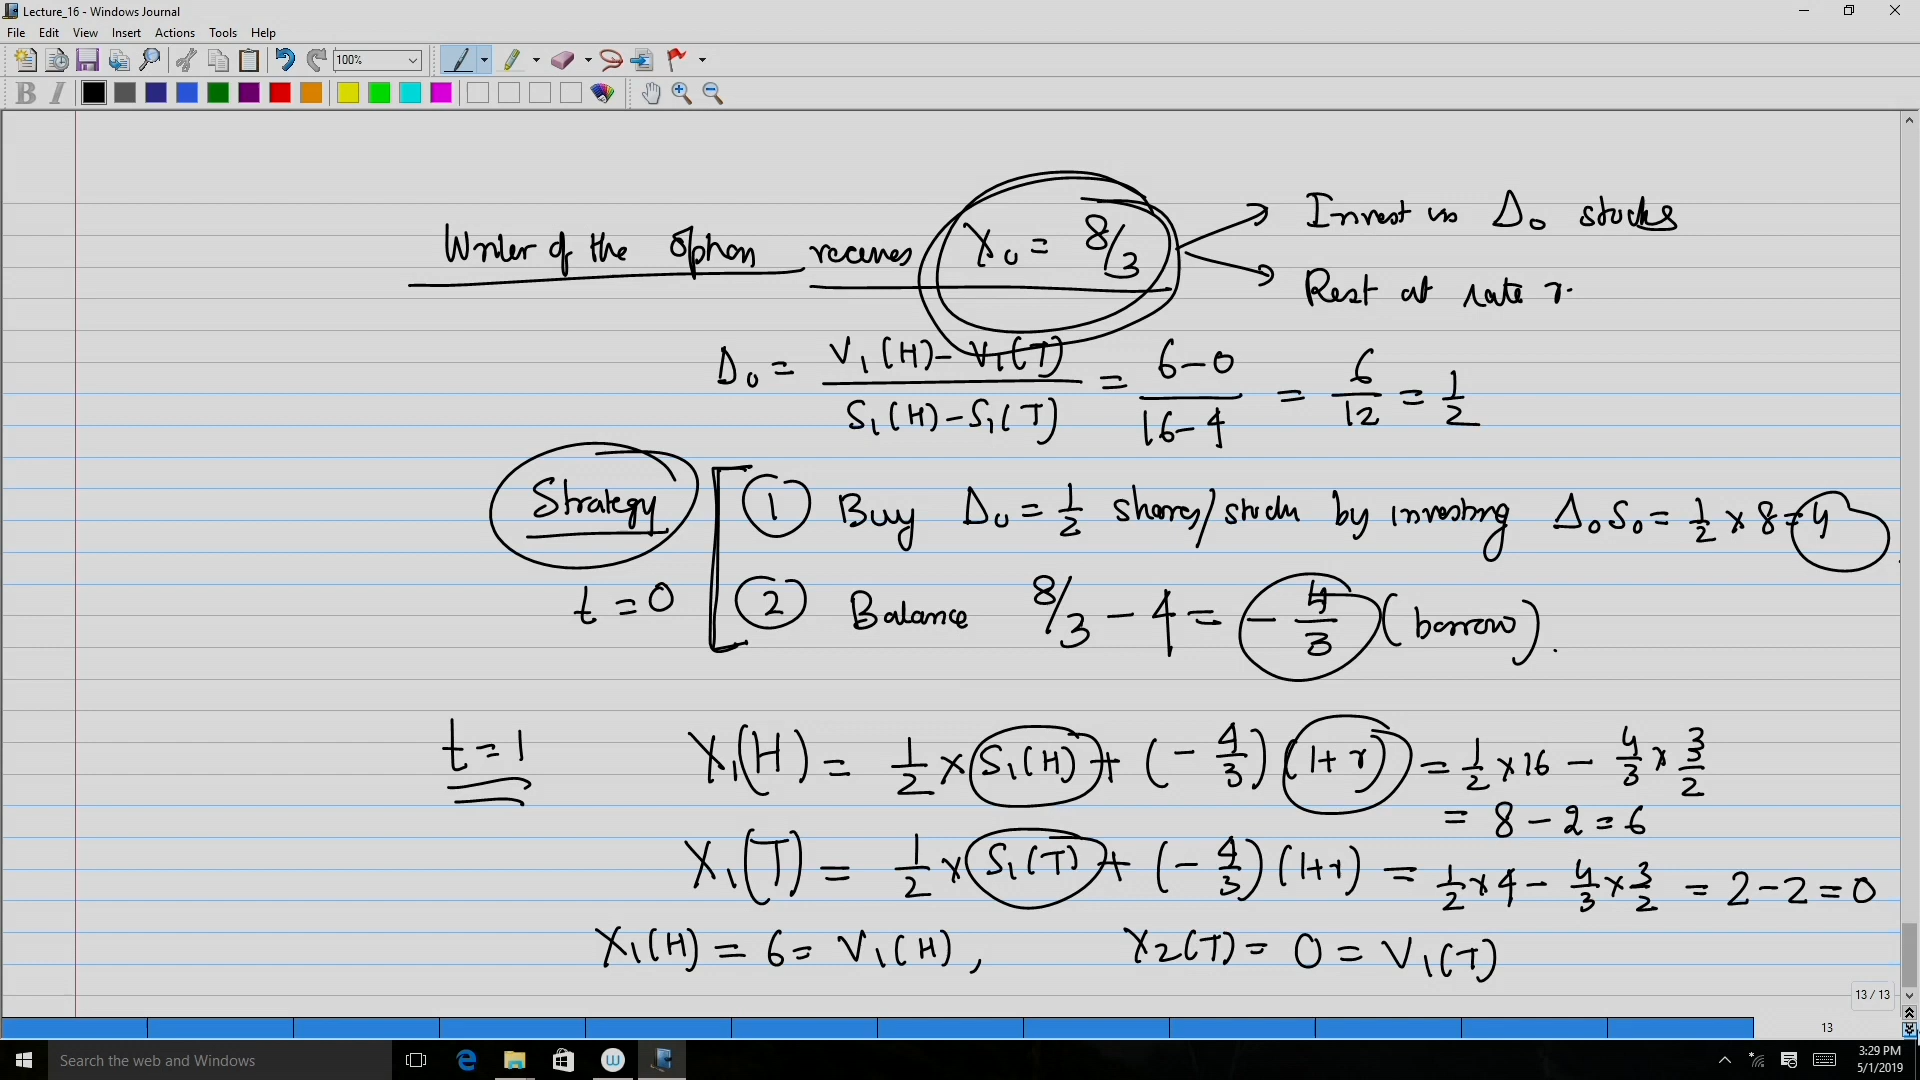 Lecture_16 - Windows Journal
File Edit View Insert Actions Tools Help
100%
B I
Writer of the option receives X₀ = 8/3 → Invest in Δ₀ stocks
→ Rest at rate r.
Δ₀ = (V₁(H) - V₁(T)) / (S₁(H) - S₁(T)) = (6 - 0) / (16 - 4) = 6/12 = 1/2
Strategy ① Buy Δ₀ = 1/2 shares/stocks by investing Δ₀S₀ = 1/2 × 8 = 4
t = 0 ② Balance 8/3 - 4 = - 4/3 (borrow).
t = 1 X₁(H) = 1/2 × S₁(H) + (- 4/3) (1 + r) = 1/2 × 16 - 4/3 × 3/2
= 8 - 2 = 6
X₁(T) = 1/2 × S₁(T) + (- 4/3) (1 + r) = 1/2 × 4 - 4/3 × 3/2 = 2 - 2 = 0
X₁(H) = 6 = V₁(H), X₂(T) = 0 = V₁(T)
13 / 13
13
Search the web and Windows
3:29 PM
5/1/2019